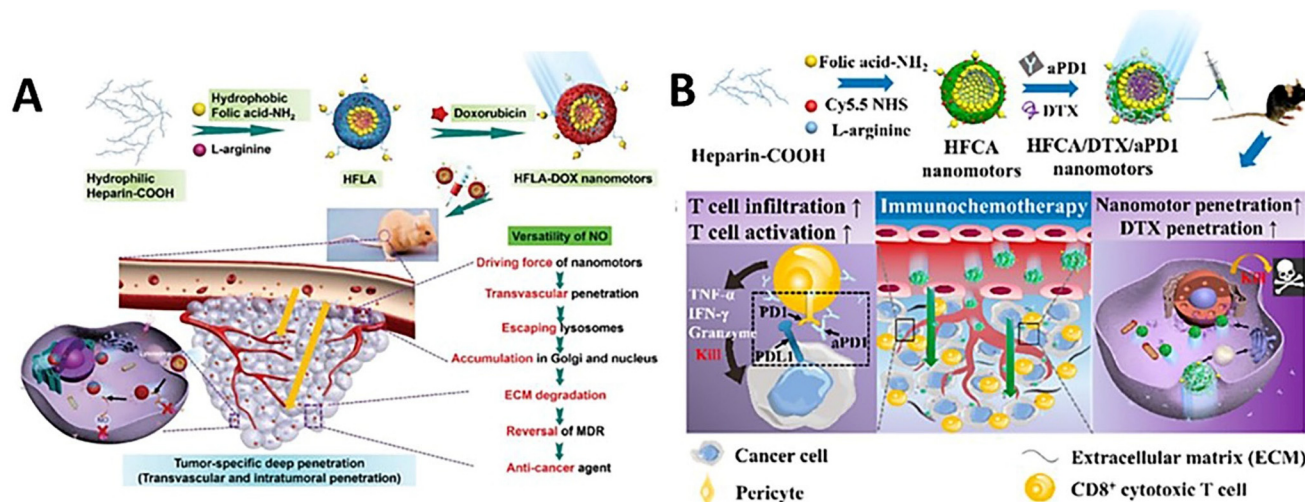 A
Hydrophobic
Folic acid-NH2
L-arginine
Hydrophilic
Heparin-COOH
HFLA
Doxorubicin
HFLA-DOX nanomotors
Versatility of NO
Driving force of nanomotors
Transvascular penetration
Escaping lysosomes
Accumulation in Golgi and nucleus
ECM degradation
Reversal of MDR
Anti-cancer agent
Tumor-specific deep penetration
(Transvascular and intratumoral penetration)
B
Folic acid-NH2
Cy5.5 NHS
L-arginine
Heparin-COOH
HFCA
nanomotors
aPD1
DTX
HFCA/DTX/aPD1
nanomotors
T cell infiltration ↑
T cell activation ↑
TNF-α
IFN-γ
Granzyme
Kill
PD1
aPD1
PDL1
Immunochemotherapy
Nanomotor penetration↑
DTX penetration ↑
Kill
Cancer cell
Pericyte
Extracellular matrix (ECM)
CD8+ cytotoxic T cell